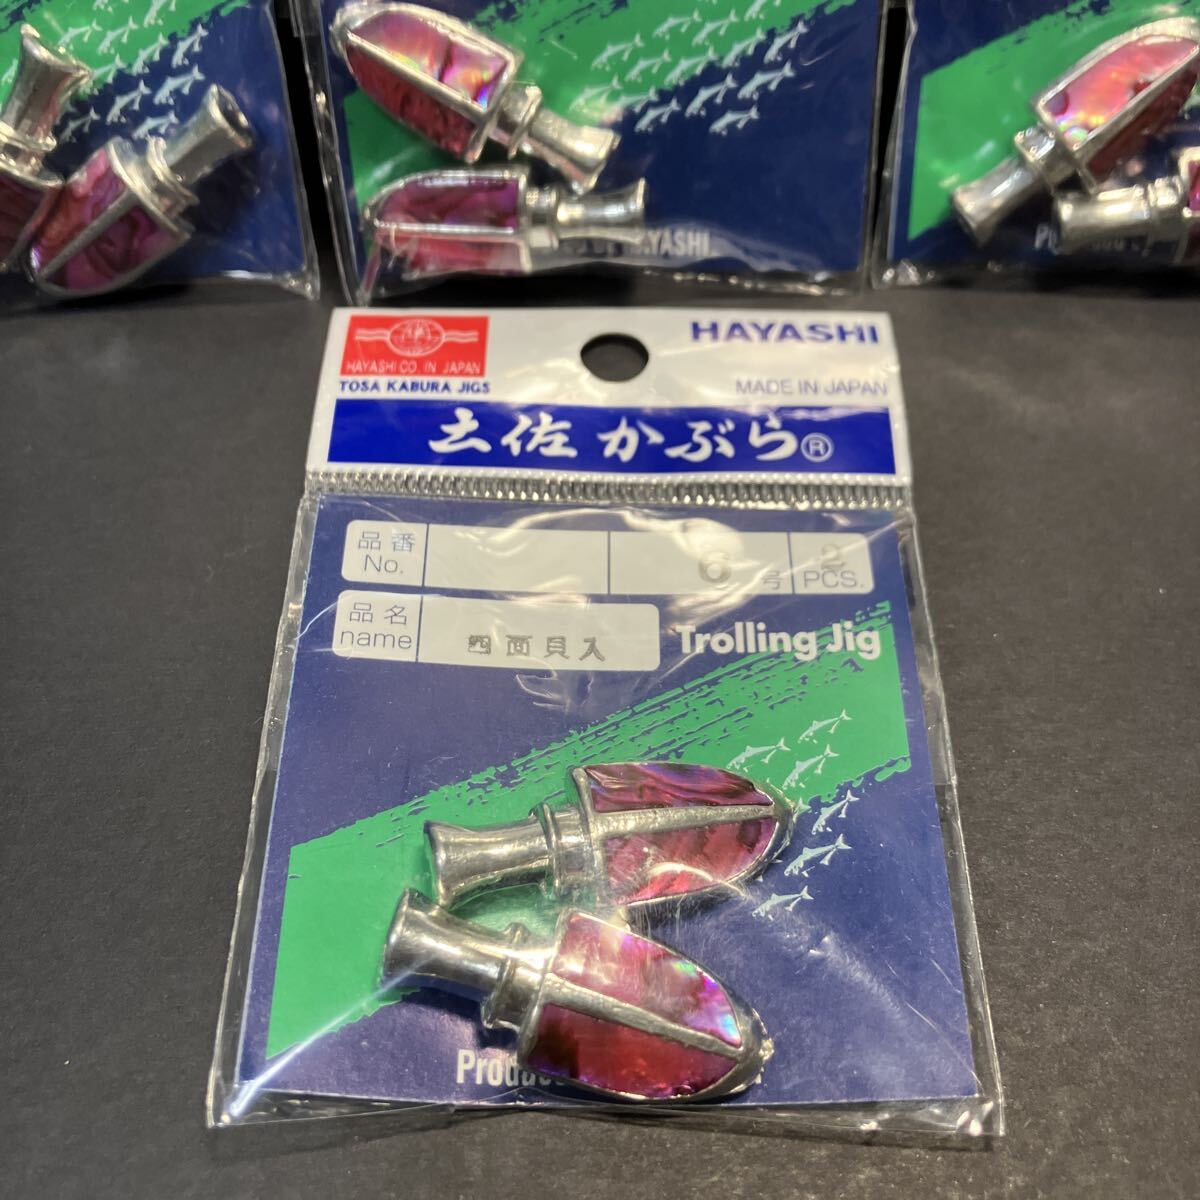 HAYASHI
HAYASHI CO. IN JAPAN
TOSA KABURA JIGS
HAYASHI
MADE IN JAPAN
土佐かぶら®
品番
No.
6号
2
PCS.
品名
name
四面貝入
Trolling Jig